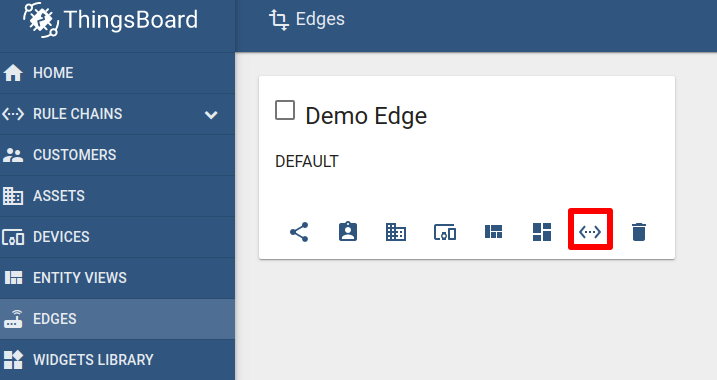 ThingsBoard
Edges
HOME
RULE CHAINS
CUSTOMERS
ASSETS
DEVICES
ENTITY VIEWS
EDGES
WIDGETS LIBRARY
Demo Edge
DEFAULT